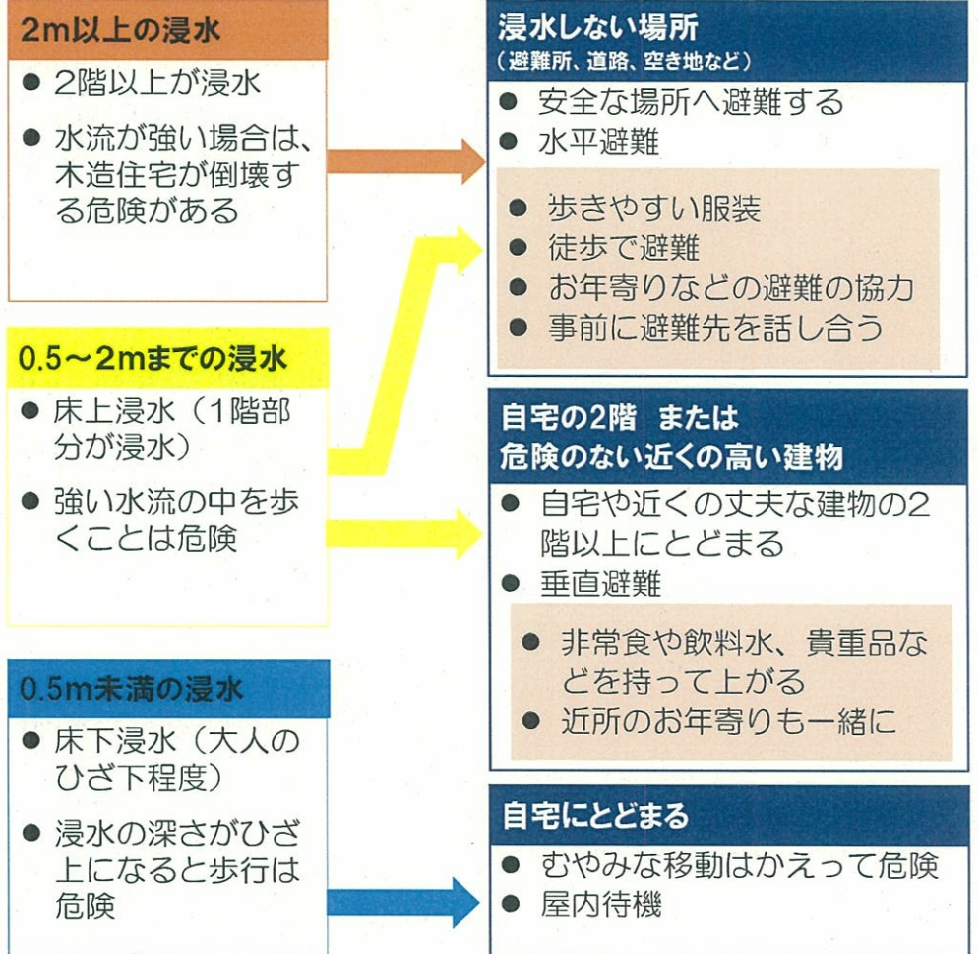 2m以上の浸水
● 2階以上が浸水
● 水流が強い場合は、
木造住宅が倒壊す
る危険がある
0.5～2mまでの浸水
● 床上浸水（1階部
分が浸水）
● 強い水流の中を歩
くことは危険
0.5m未満の浸水
● 床下浸水（大人の
ひざ下程度）
● 浸水の深さがひざ
上になると歩行は
危険
浸水しない場所
（避難所、道路、空き地など）
● 安全な場所へ避難する
● 水平避難
● 歩きやすい服装
● 徒歩で避難
● お年寄りなどの避難の協力
● 事前に避難先を話し合う
自宅の2階 または
危険のない近くの高い建物
● 自宅や近くの丈夫な建物の2
階以上にとどまる
● 垂直避難
● 非常食や飲料水、貴重品な
どを持って上がる
● 近所のお年寄りも一緒に
自宅にとどまる
● むやみな移動はかえって危険
● 屋内待機